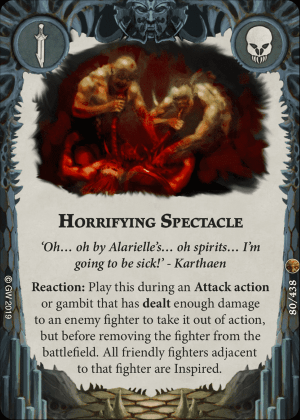 HORRIFYING SPECTACLE
‘Oh… oh by Alarielle’s… oh spirits… I’m
going to be sick!’ - Karthaen
Reaction: Play this during an Attack action
or gambit that has dealt enough damage
to an enemy fighter to take it out of action,
but before removing the fighter from the
battlefield. All friendly fighters adjacent
to that fighter are Inspired.
© GW 2019
80/438